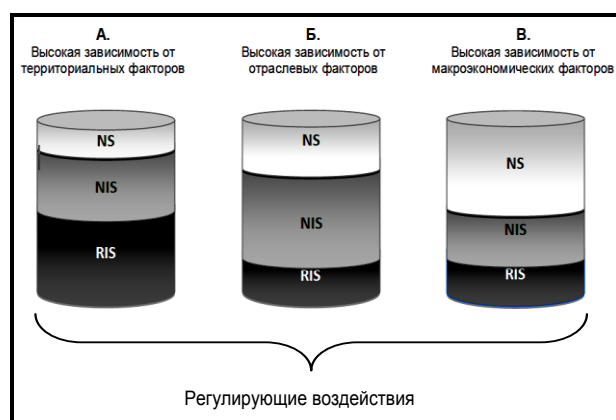 А.
Высокая зависимость от
территориальных факторов
NS
NIS
RIS
Б.
Высокая зависимость от
отраслевых факторов
NS
NIS
RIS
В.
Высокая зависимость от
макроэкономических факторов
NS
NIS
RIS
Регулирующие воздействия